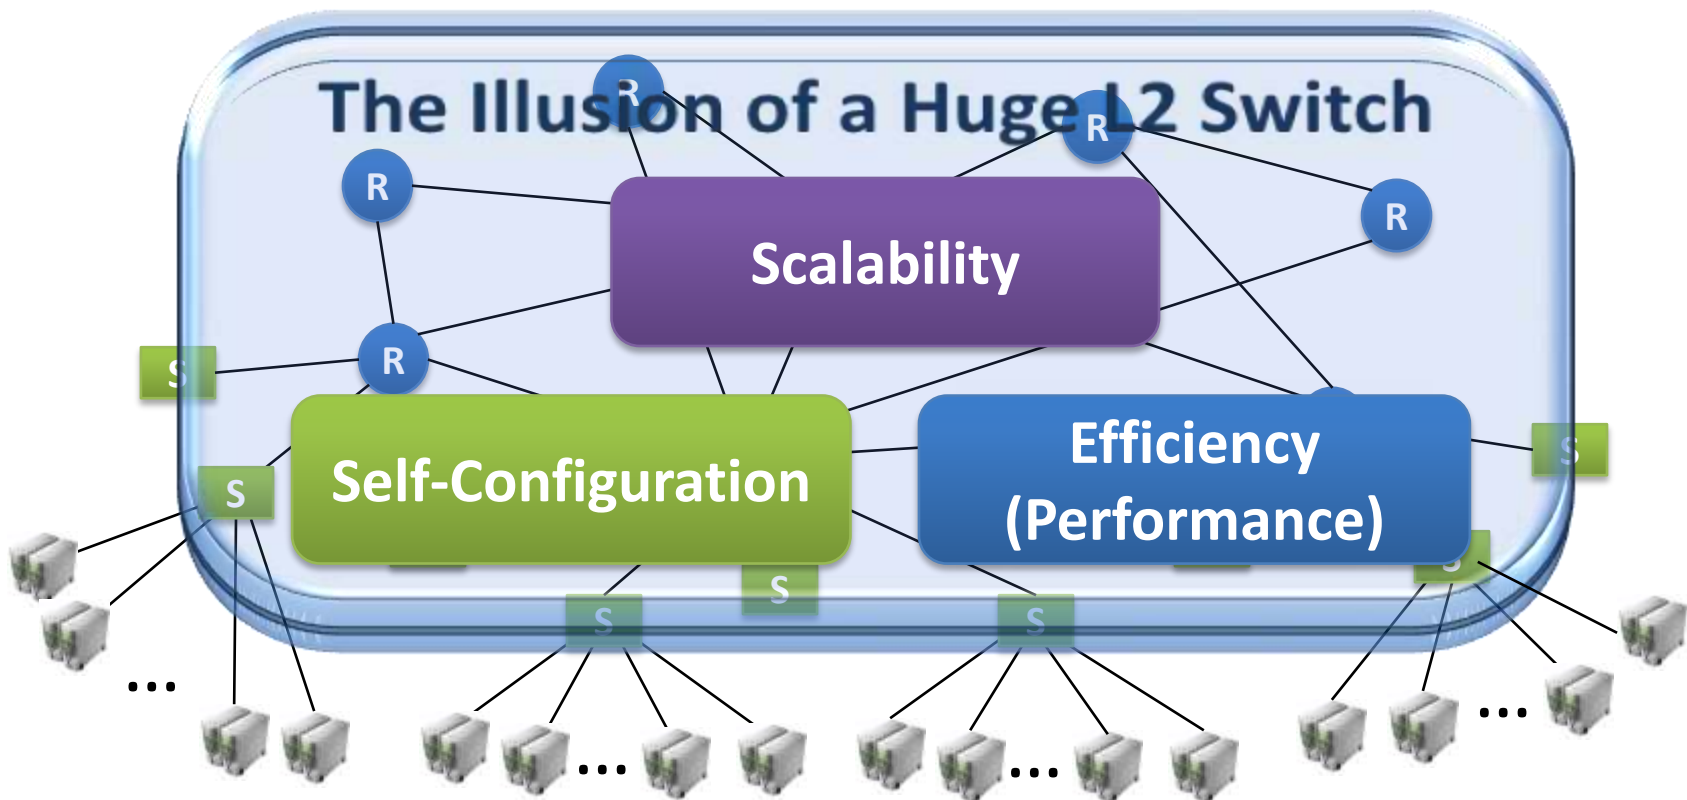 The Illusion of a Huge L2 Switch
R
R
R
R
Scalability
R
S
Self-Configuration
Efficiency
(Performance)
S
S
S
S
S
S
...
...
...
...